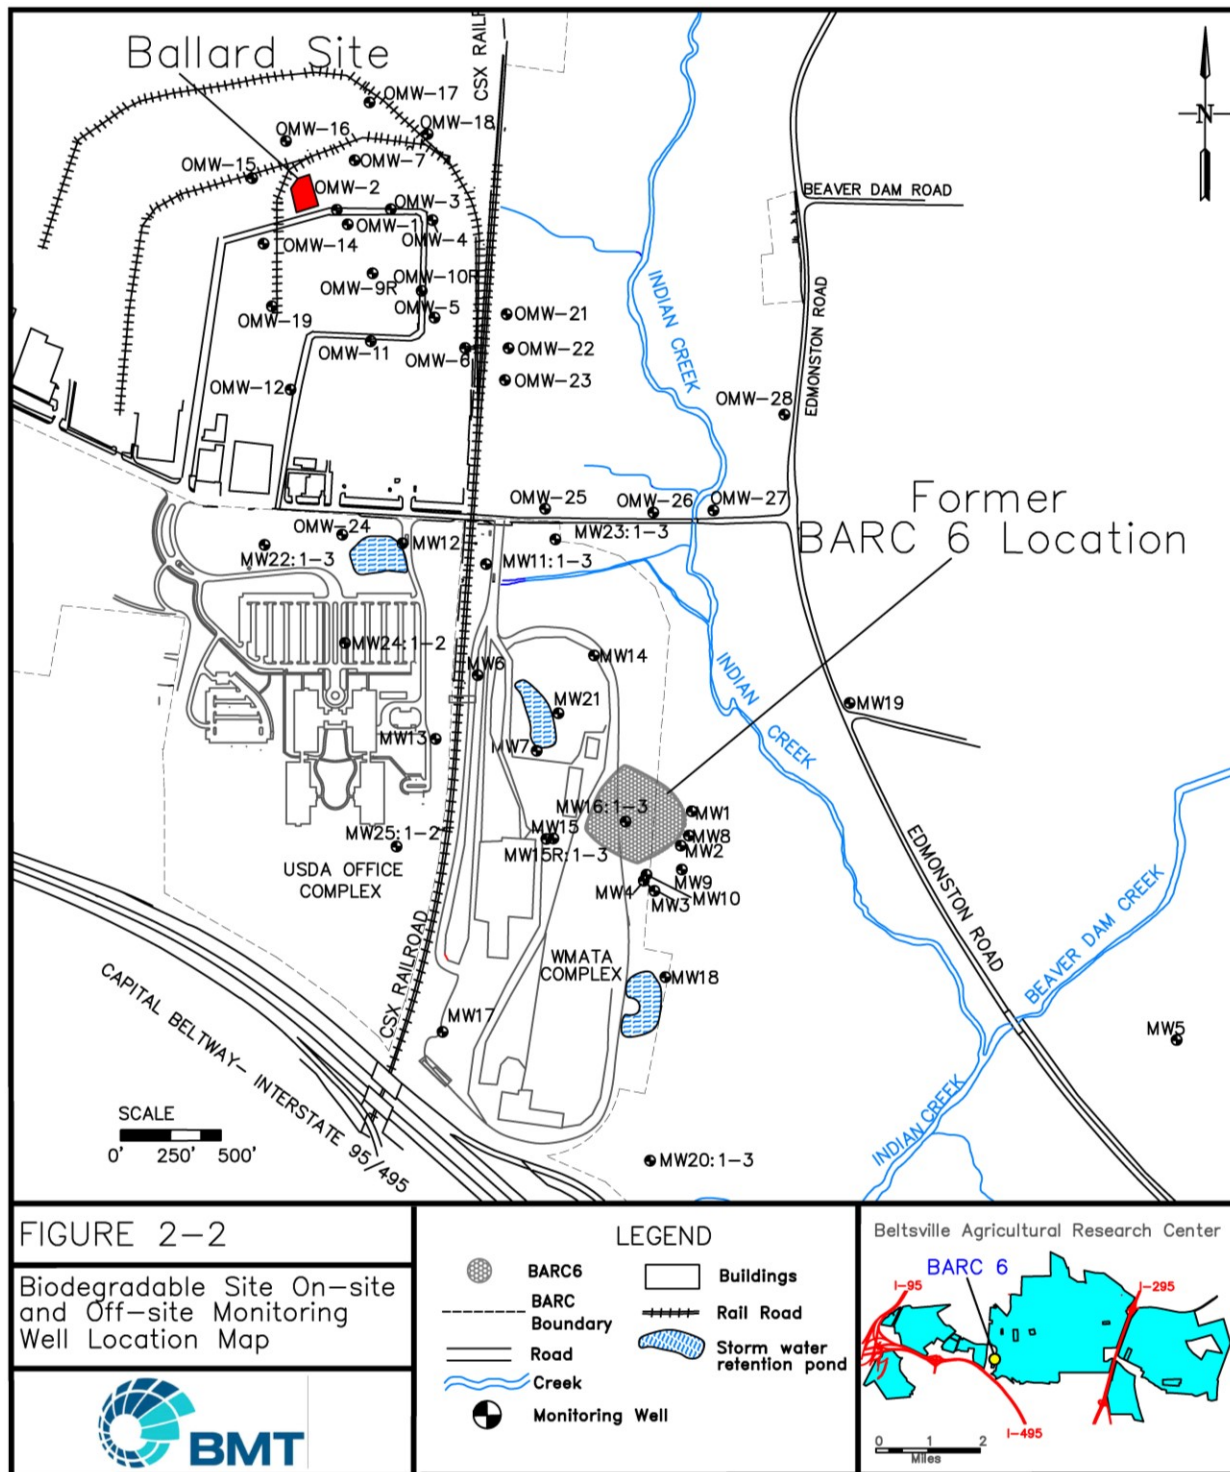 Ballard Site
CSX RAILR
OMW-17
OMW-16
OMW-18
OMW-15
OMW-7
N
OMW-2
OMW-3
BEAVER DAM ROAD
OMW-1
OMW-4
OMW-14
OMW-10R
OMW-9R
INDIAN CREEK
EDMONSTON ROAD
OMW-19
OMW-5
OMW-21
OMW-11
OMW-6
OMW-22
OMW-23
OMW-12
OMW-28
OMW-25
OMW-26
OMW-27
Former
BARC 6 Location
OMW-24
MW12
MW23:1-3
MW22:1-3
MW11:1-3
MW24:1-2
MW6
MW14
INDIAN
CREEK
MW21
MW19
MW13
MW7
MW16:1-3
MW1
MW25:1-2
MW15
MW8
MW15R:1-3
MW2
EDMONSTON ROAD
USDA OFFICE
COMPLEX
MW9
MW4
MW10
MW3
BEAVER DAM CREEK
WMATA
COMPLEX
MW18
CSX RAILROAD
MW17
MW5
CAPITAL BELTWAY- INTERSTATE 95/495
INDIAN CREEK
SCALE
0' 250' 500'
MW20:1-3
FIGURE 2-2
Biodegradable Site On-site
and Off-site Monitoring
Well Location Map
BMT
LEGEND
BARC6
BARC
Boundary
Road
Creek
Monitoring Well
Buildings
Rail Road
Storm water
retention pond
Beltsville Agricultural Research Center
BARC 6
I-95
I-295
I-495
0 1 2
Miles